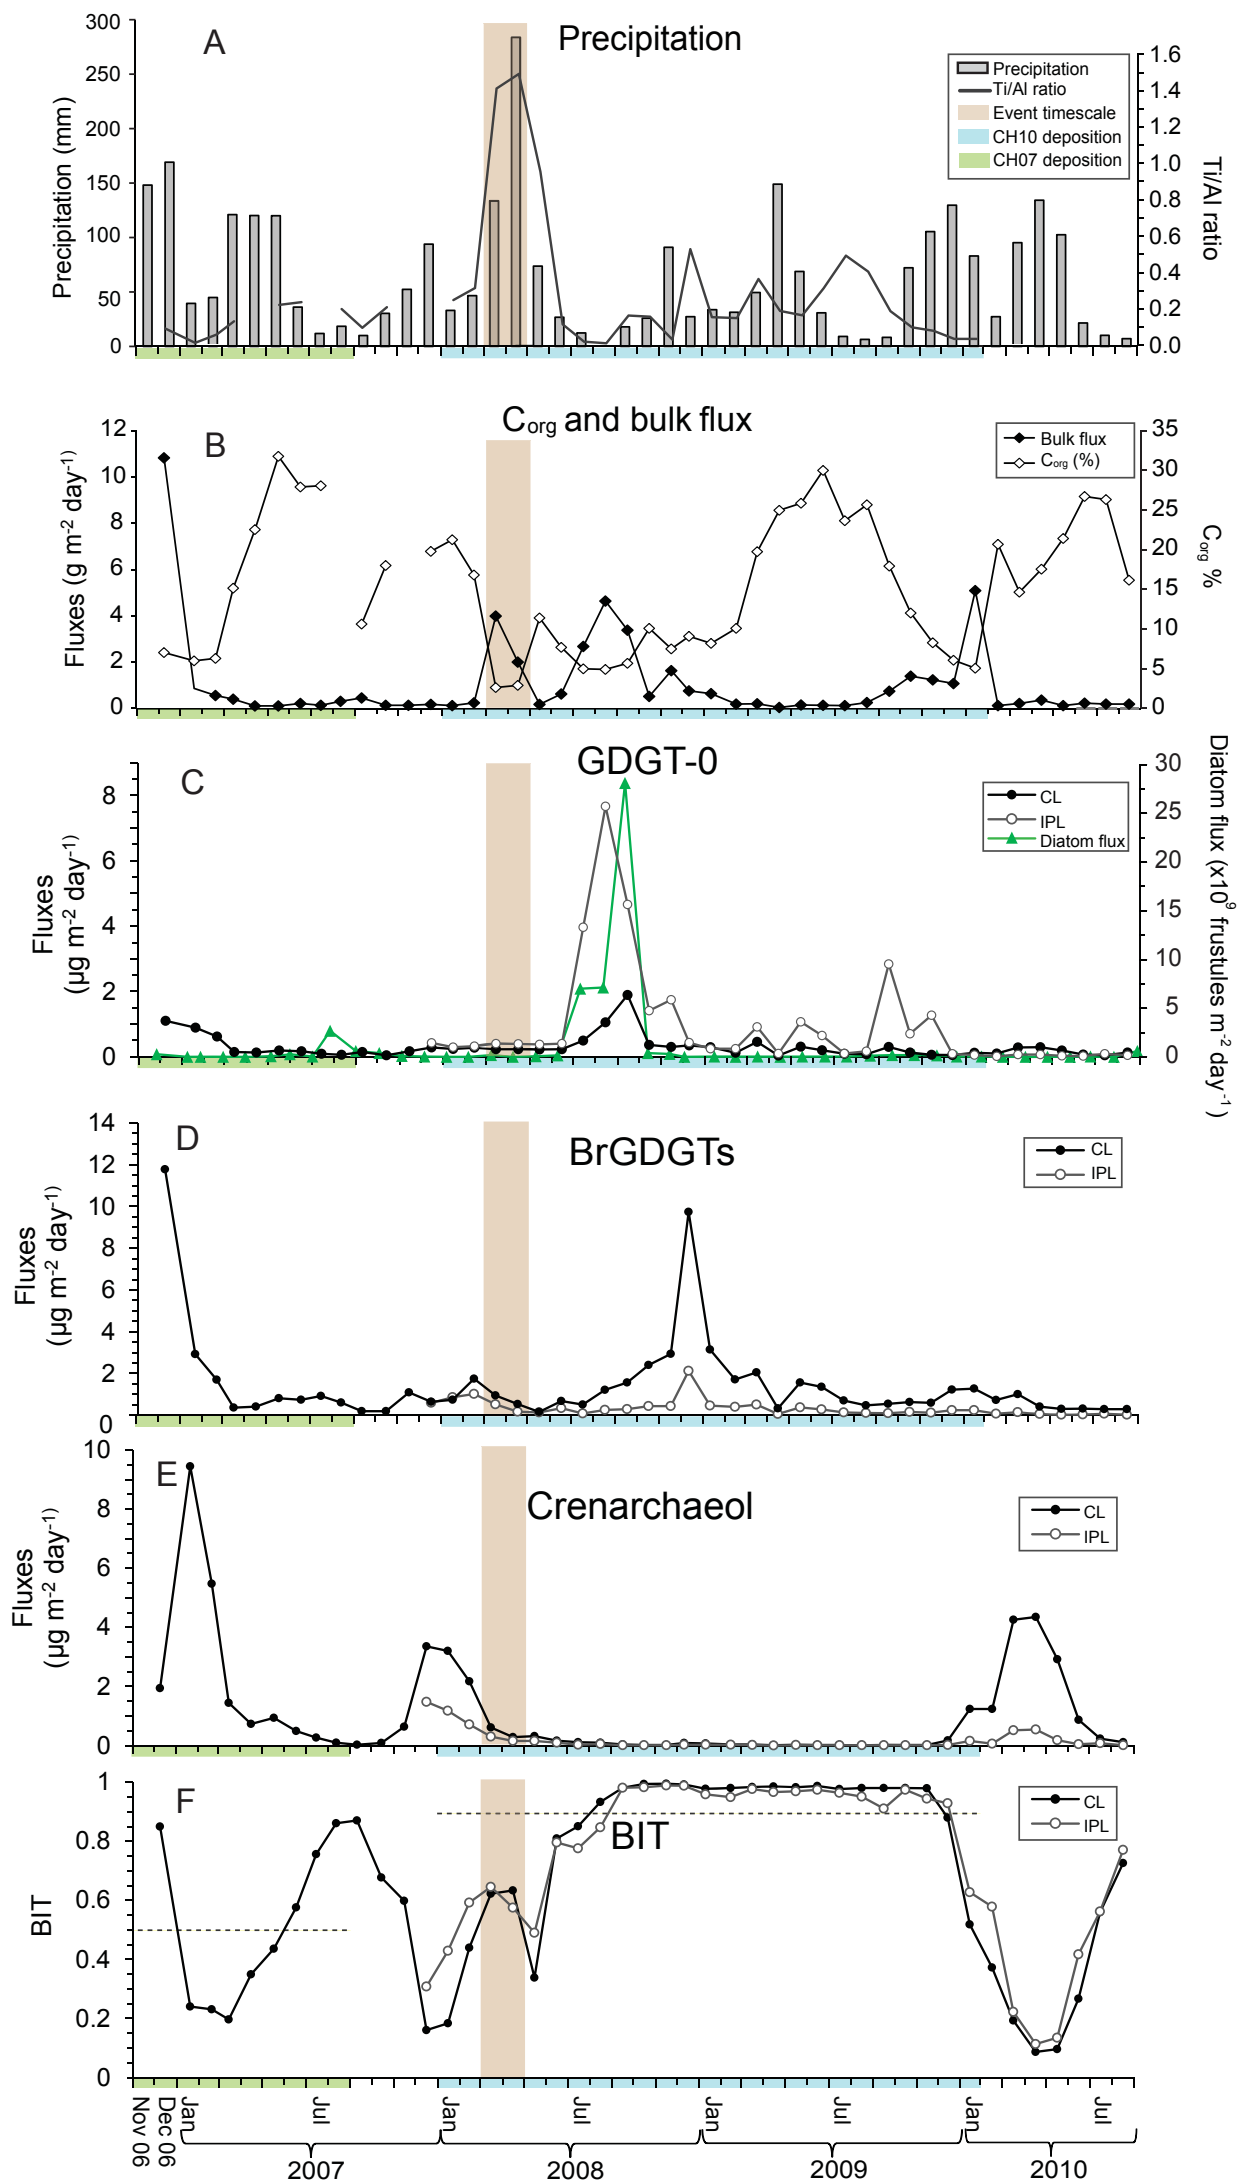 A
Precipitation
300
250
200
150
100
50
0
Precipitation (mm)
Precipitation
Ti/Al ratio
Event timescale
CH10 deposition
CH07 deposition
1.6
1.4
1.2
1.0
0.8
0.6
0.4
0.2
0.0
Ti/Al ratio
B
Corg and bulk flux
12
10
8
6
4
2
0
Fluxes (g m-2 day-1)
Bulk flux
Corg (%)
35
30
25
20
15
10
5
0
Corg %
C
GDGT-0
8
6
4
2
0
Fluxes
(µg m-2 day-1)
CL
IPL
Diatom flux
30
25
20
15
10
5
0
Diatom flux (x10^9 frustules m-2 day-1)
D
BrGDGTs
14
12
10
8
6
4
2
0
Fluxes
(µg m-2 day-1)
CL
IPL
E
Crenarchaeol
10
8
6
4
2
0
Fluxes
(µg m-2 day-1)
CL
IPL
F
BIT
1
0.8
0.6
0.4
0.2
0
BIT
CL
IPL
Nov 06
Dec 06
Jan
Jul
Jan
Jul
Jan
Jul
Jan
Jul
2007
2008
2009
2010